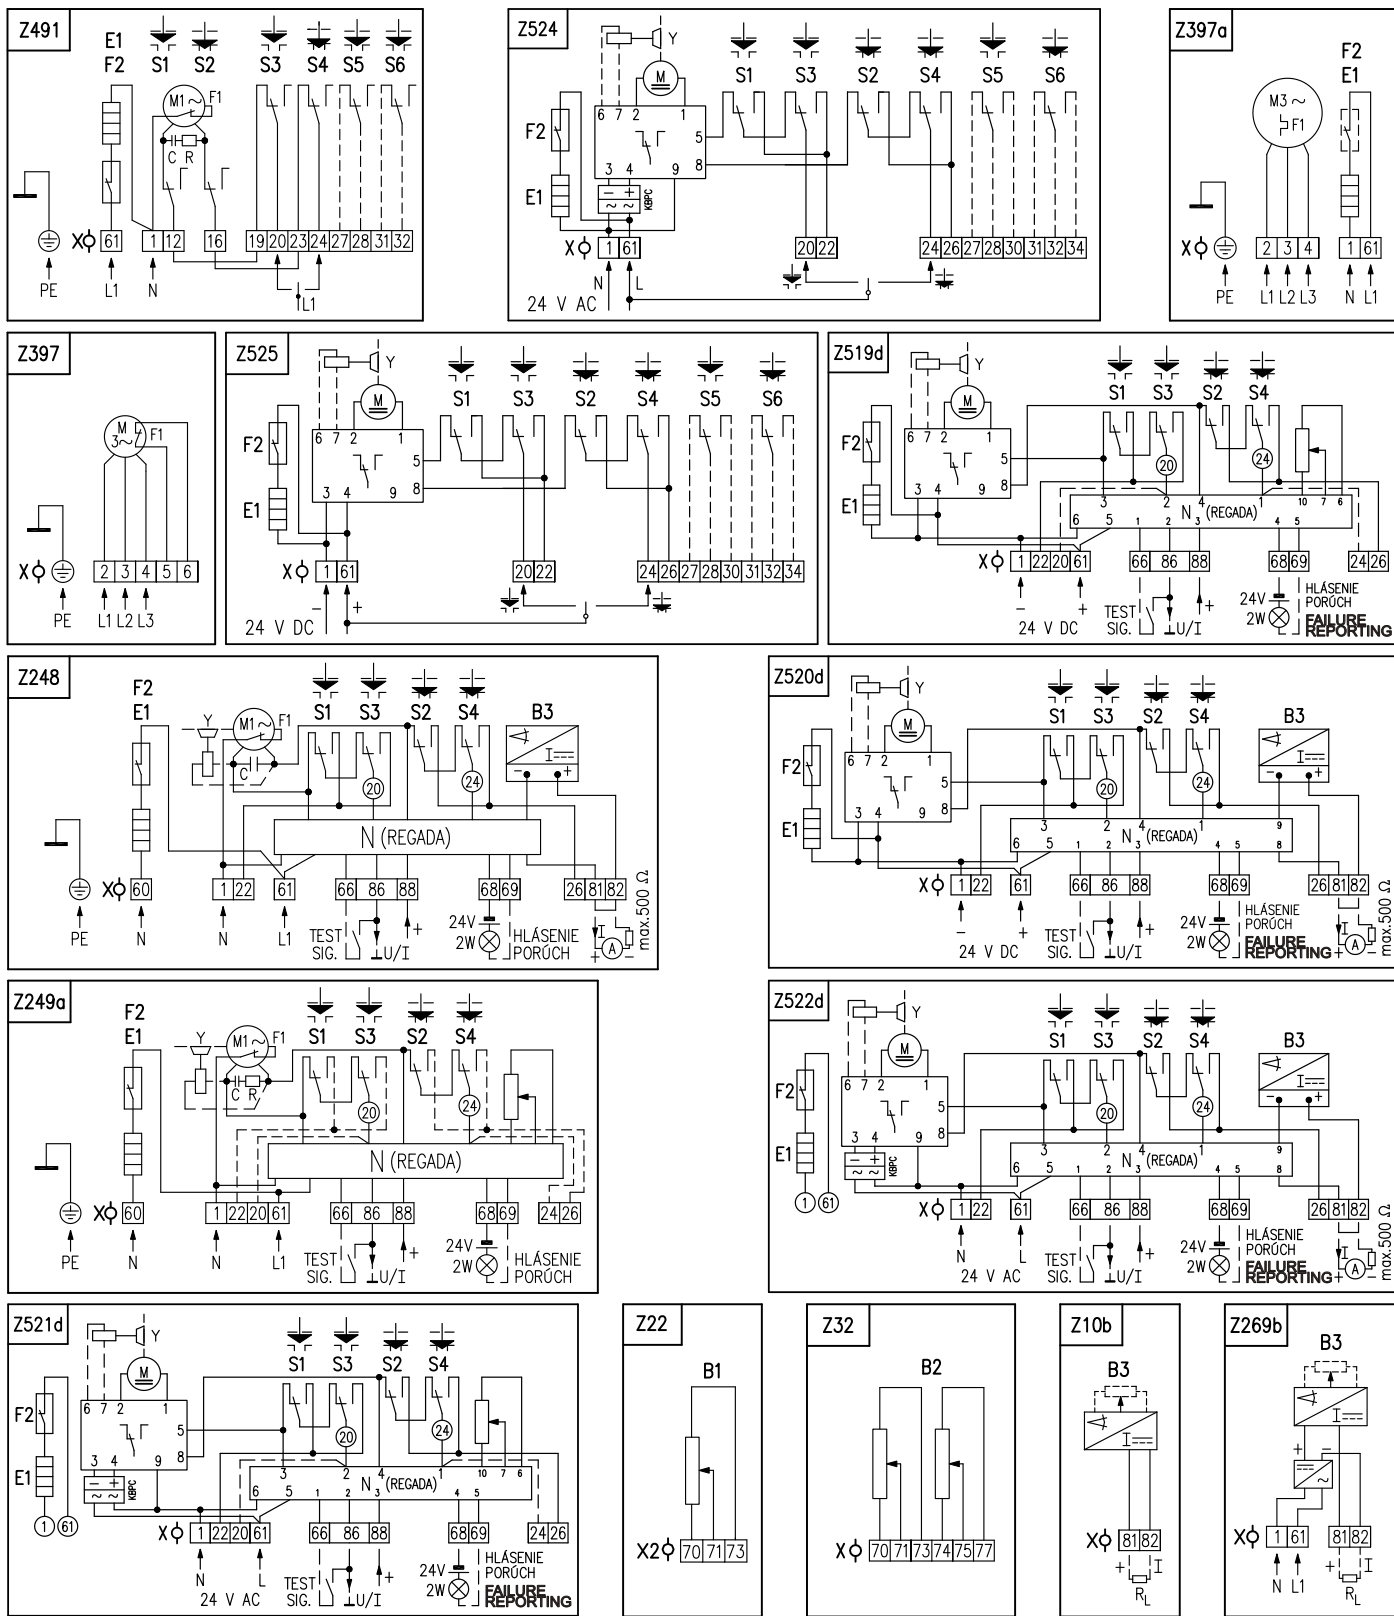 Z491
E1
F2 S1 S2 S3 S4 S5 S6
M1 ~ F1
C R
X 61 1 12 16 19 20 23 24 27 28 31 32
PE L1 N L1
Z524
Y
M
S1 S3 S2 S4 S5 S6
F2 6 7 2 1
5
8
E1 3 4 9
− +
~ ~
KBPC
X 1 61 20 22 24 26 27 28 30 31 32 34
N L
24 V AC
Z397a
F2
E1
M3 ~
F1
X 2 3 4 1 61
PE L1 L2 L3 N L1
Z397
M
3~ F1
X 2 3 4 5 6
PE L1 L2 L3
Z525
Y
M
S1 S3 S2 S4 S5 S6
F2 6 7 2 1
5
8
3 4 9
E1
X 1 61 20 22 24 26 27 28 30 31 32 34
− +
24 V DC
Z519d
Y
M
S1 S3 S2 S4
F2 6 7 2 1
5
8
3 4 9
E1
20 24
3 2 4 1 10 7 6
N (REGADA)
6 5 1 2 3 4 5
X 1 22 20 61 66 86 88 68 69 24 26
− + +
24 V DC
TEST
SIG. U/I
24V
2W
HLÁSENIE
PORÚCH
FAILURE
REPORTING
Z248
F2
E1
Y M1 ~ F1
C
S1 S3 S2 S4 B3
I
− +
20 24
N (REGADA)
X 60 1 22 61 66 86 88 68 69 26 81 82
PE N N L1
TEST
SIG. U/I +
24V
2W
HLÁSENIE
PORÚCH
I
+ A −
max.500 Ω
Z520d
Y
M
S1 S3 S2 S4 B3
I
− +
F2 6 7 2 1
5
8
3 4 9
E1
20 24
3 2 4 1 9
N (REGADA)
6 5 1 2 3 4 5 8
X 1 22 61 66 86 88 68 69 26 81 82
− + +
24 V DC
TEST
SIG. U/I
24V
2W
HLÁSENIE
PORÚCH
FAILURE
REPORTING
I
+ A −
max.500 Ω
Z249a
F2
E1
Y M1 ~ F1
C R
S1 S3 S2 S4
20 24
N (REGADA)
X 60 1 22 20 61 66 86 88 68 69 24 26
PE N N L1
TEST
SIG. U/I +
24V
2W
HLÁSENIE
PORÚCH
Z522d
Y
M
S1 S3 S2 S4 B3
I
− +
F2 6 7 2 1
5
8
3 4 9
− +
~ ~
KBPC
E1
1 61
20 24
3 2 4 1 9
N (REGADA)
6 5 1 2 3 4 5 8
X 1 22 61 66 86 88 68 69 26 81 82
N L +
24 V AC
TEST
SIG. U/I
24V
2W
HLÁSENIE
PORÚCH
FAILURE
REPORTING
I
+ A −
max.500 Ω
Z521d
Y
M
S1 S3 S2 S4
F2 6 7 2 1
5
8
3 4 9
− +
~ ~
KBPC
E1
1 61
20 24
3 2 4 1 10 7 6
N (REGADA)
6 5 1 2 3 4 5
X 1 22 20 61 66 86 88 68 69 24 26
N L +
24 V AC
TEST
SIG. U/I
24V
2W
HLÁSENIE
PORÚCH
FAILURE
REPORTING
Z22
B1
X2 70 71 73
Z32
B2
X 70 71 73 74 75 77
Z10b
B3
I
X 81 82
+ I
RL
Z269b
B3
I
+ −
~
X 1 61 81 82
N L1 + I
RL